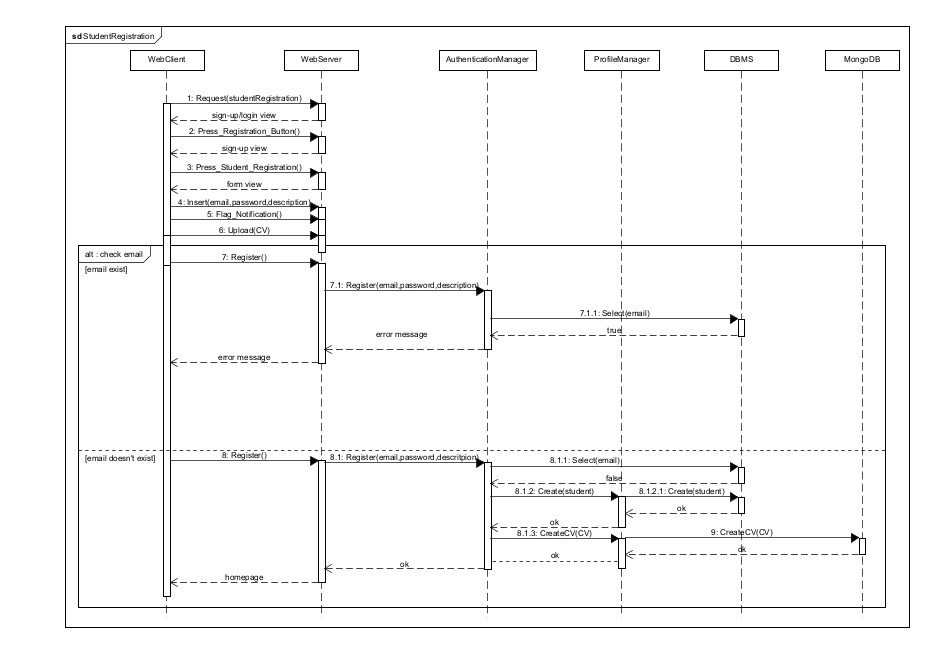 sd StudentRegistration
WebClient
WebServer
AuthenticationManager
ProfileManager
DBMS
MongoDB
1: Request(studentRegistration)
sign-up/login view
2: Press_Registration_Button()
sign-up view
3: Press_Student_Registration()
form view
4: Insert(email,password,description)
5: Flag_Notification()
6: Upload(CV)
alt : check email
7: Register()
[email exist]
7.1: Register(email,password,description)
7.1.1: Select(email)
true
error message
error message
[email doesn't exist]
8: Register()
8.1: Register(email,password,descritpion)
8.1.1: Select(email)
false
8.1.2: Create(student)
8.1.2.1: Create(student)
ok
ok
8.1.3: CreateCV(CV)
9: CreateCV(CV)
ok
ok
ok
homepage